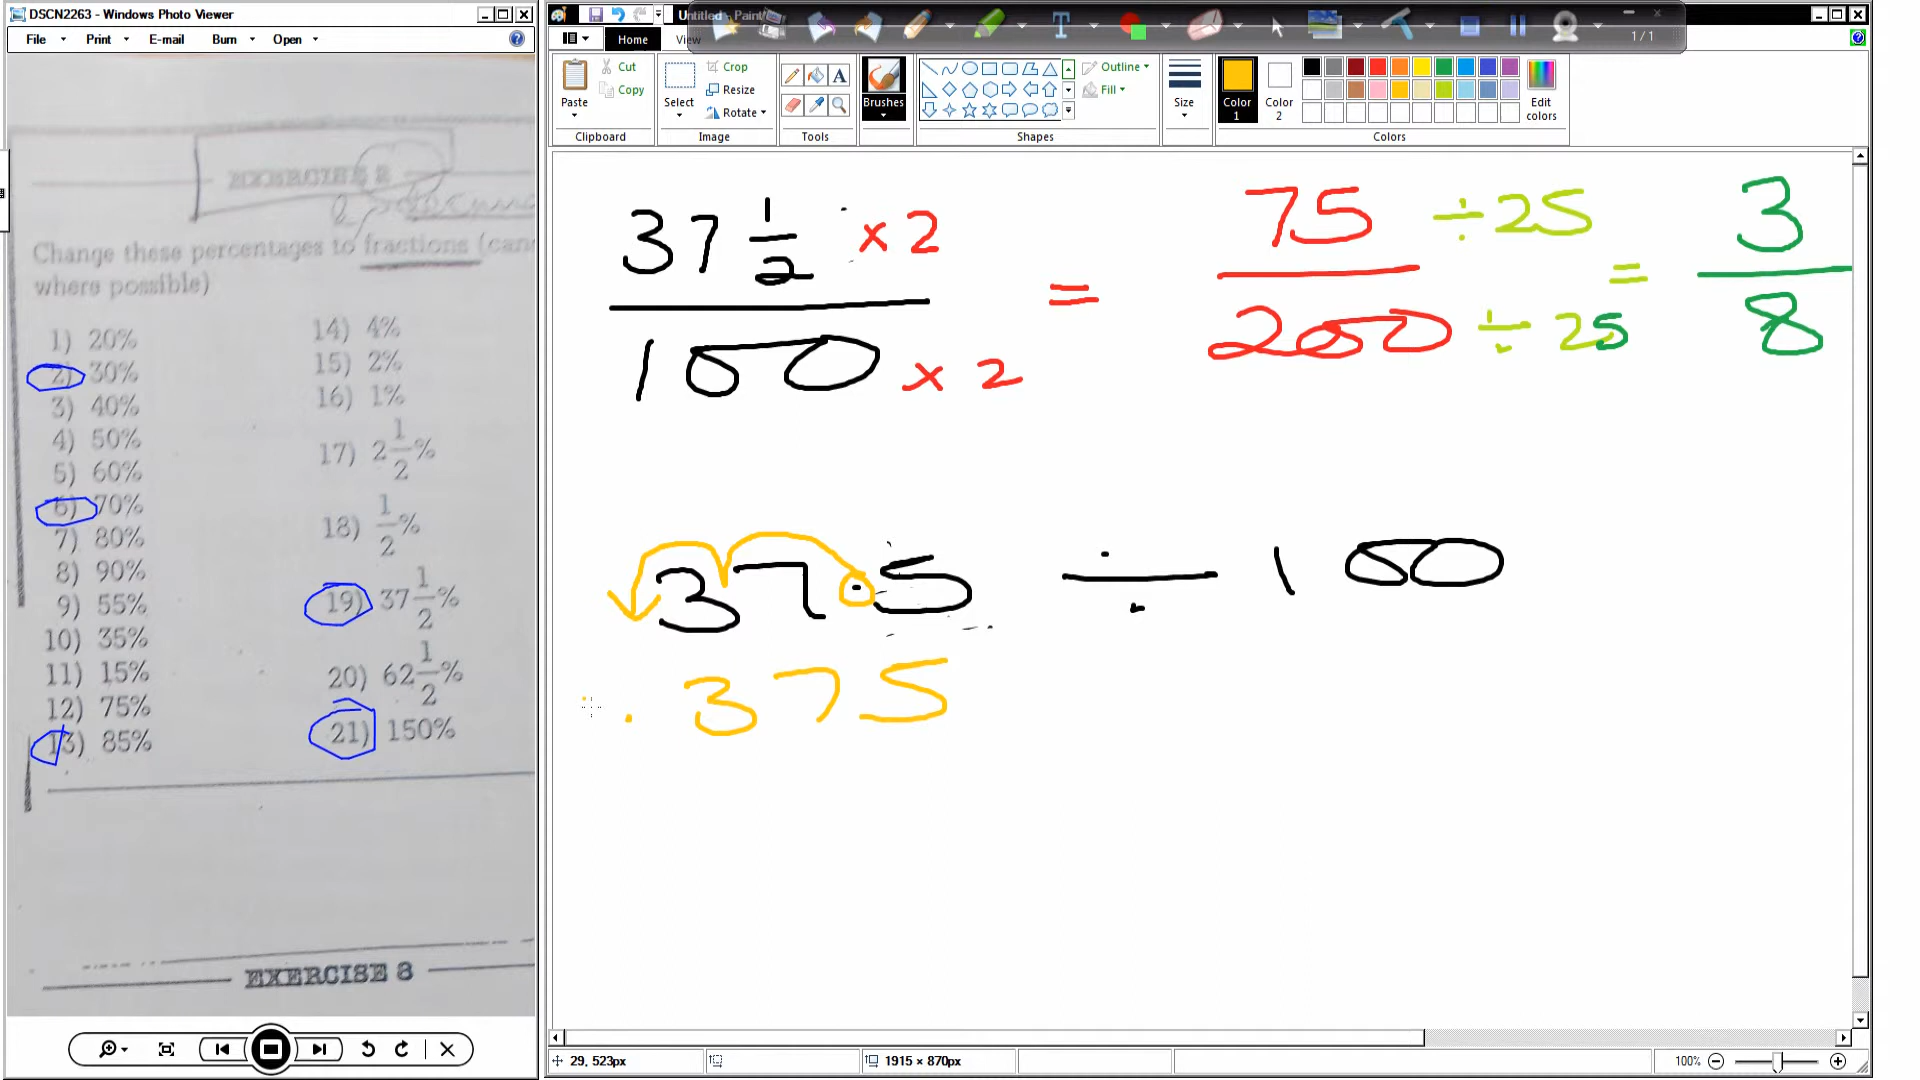 DSCN2263 - Windows Photo Viewer
File Print E-mail Burn Open
EXERCISE 2
Change these percentages to fractions (can
where possible)
1) 20%
2) 30%
3) 40%
4) 50%
5) 60%
6) 70%
7) 80%
8) 90%
9) 55%
10) 35%
11) 15%
12) 75%
13) 85%
14) 4%
15) 2%
16) 1%
17) 2 1/2 %
18) 1/2 %
19) 37 1/2 %
20) 62 1/2 %
21) 150%
EXERCISE 3
Untitled - Paint
1 / 1
Home View
Paste
Cut
Copy
Clipboard
Select
Crop
Resize
Rotate
Image
Tools
A
Brushes
Outline
Fill
Shapes
Size
Color 1
Color 2
Edit colors
Colors
37 1/2 × 2
100 × 2
=
75 ÷ 25
200 ÷ 25
=
3
8
37.5 ÷ 100
. 375
29, 523px
1915 × 870px
100%